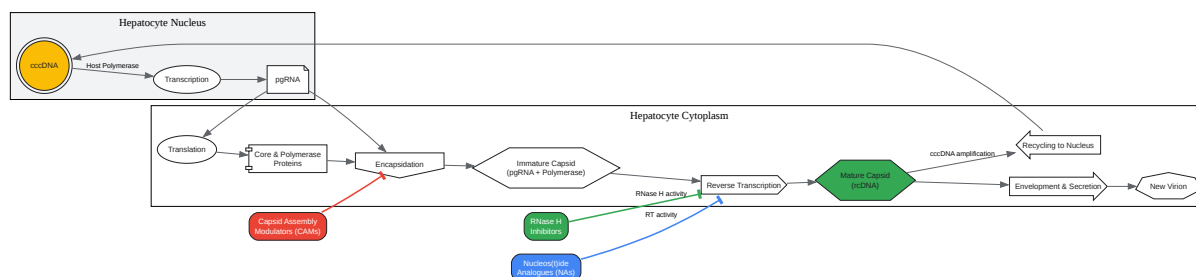 Hepatocyte Nucleus
cccDNA
Host Polymerase
Transcription
pgRNA
Hepatocyte Cytoplasm
Translation
Core & Polymerase
Proteins
Encapsidation
Immature Capsid
(pgRNA + Polymerase)
RNase H activity
RT activity
Reverse Transcription
Mature Capsid
(rcDNA)
cccDNA amplification
Recycling to Nucleus
Envelopment & Secretion
New Virion
Capsid Assembly
Modulators (CAMs)
RNase H
Inhibitors
Nucleos(t)ide
Analogues (NAs)